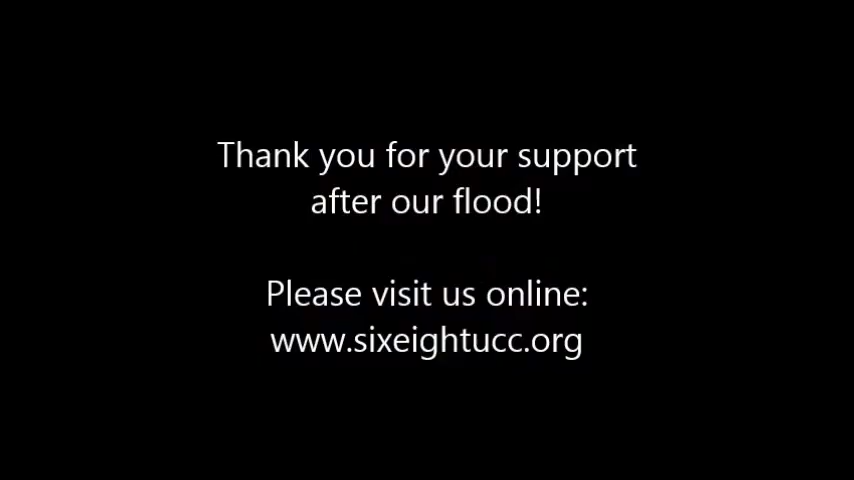 Thank you for your support
after our flood!
Please visit us online:
www.sixeightucc.org